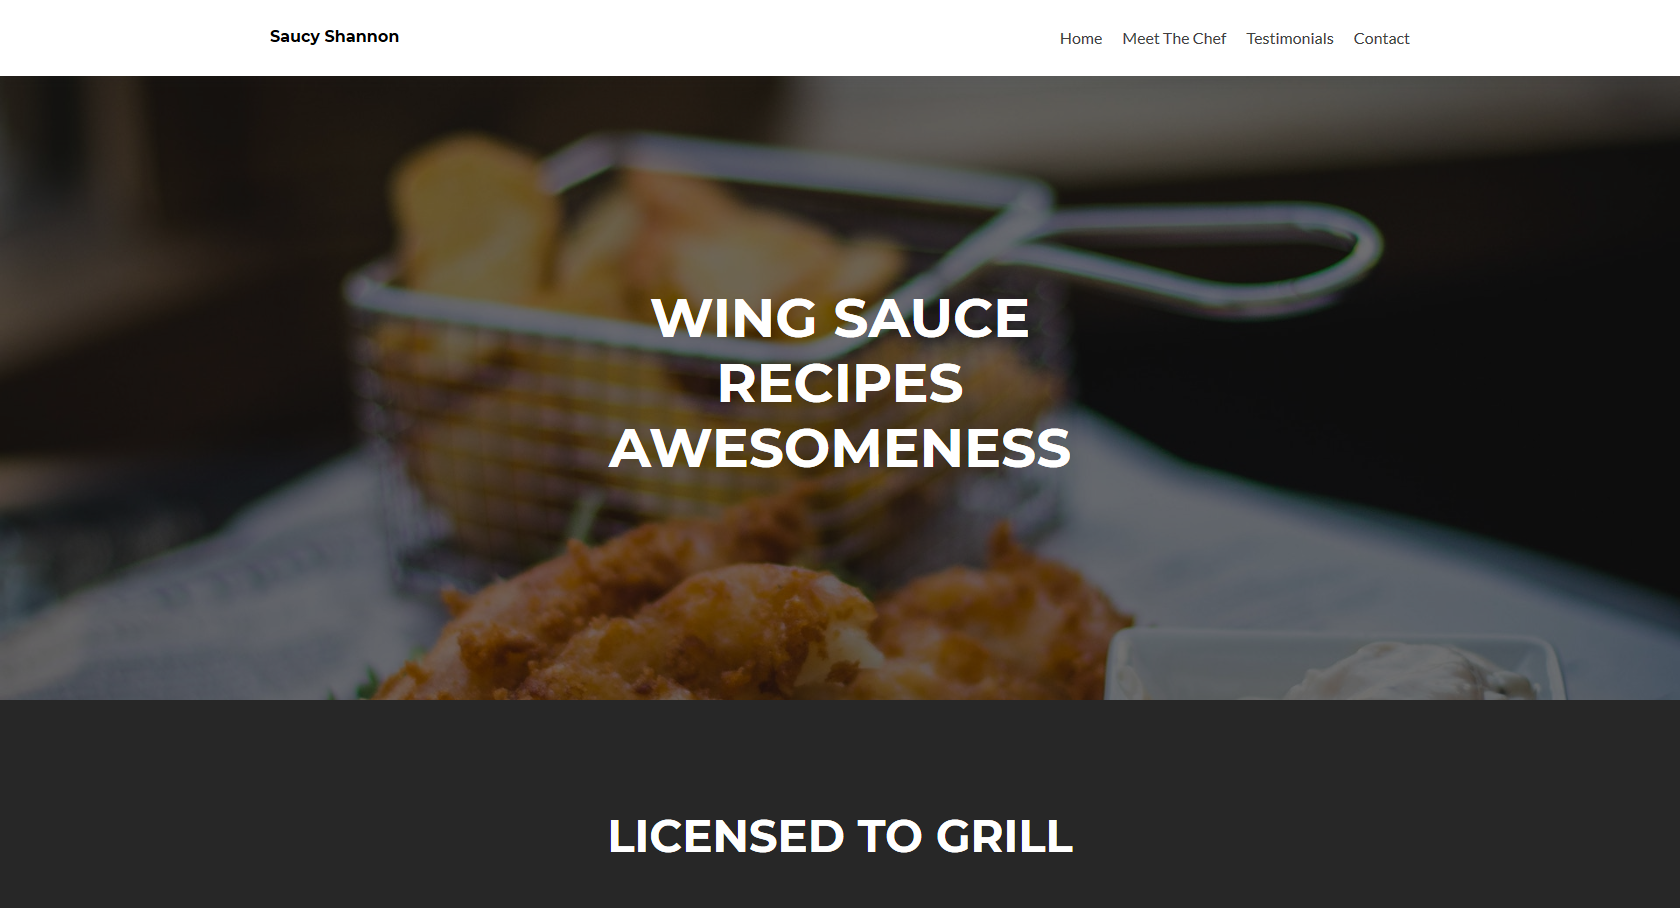 Saucy Shannon
Home Meet The Chef Testimonials Contact
WING SAUCE
RECIPES
AWESOMENESS
LICENSED TO GRILL